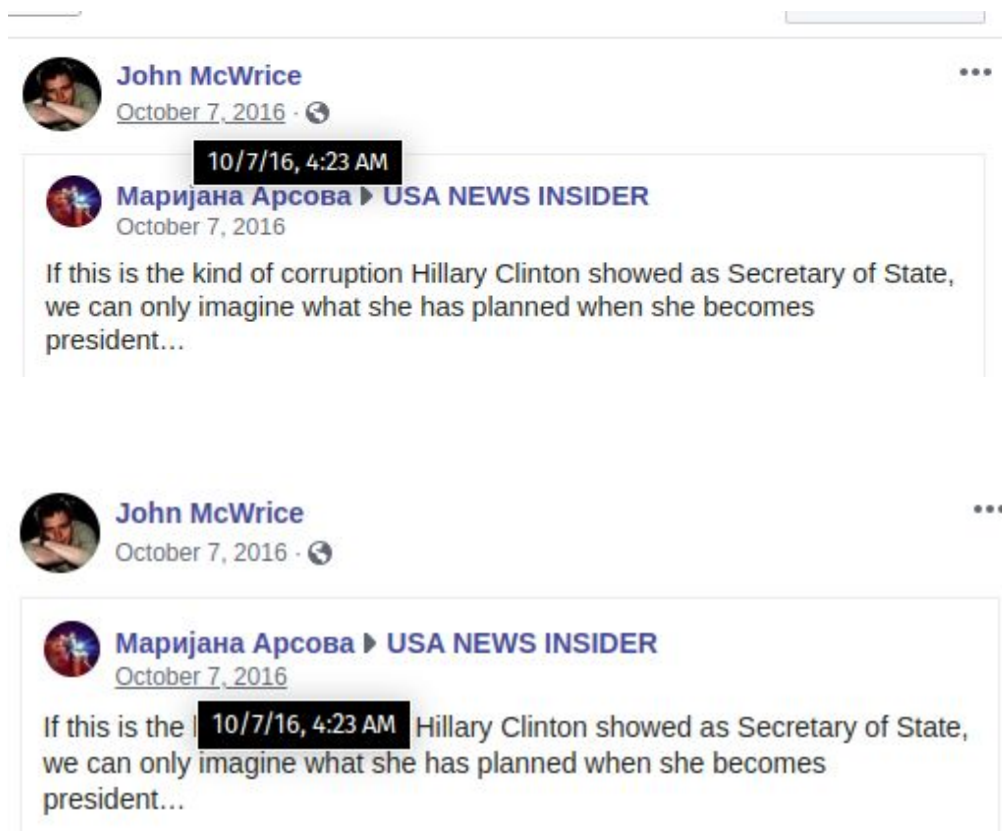 John McWrice
October 7, 2016 ·
10/7/16, 4:23 AM
Маријана Арсова ▸ USA NEWS INSIDER
October 7, 2016
If this is the kind of corruption Hillary Clinton showed as Secretary of State,
we can only imagine what she has planned when she becomes
president…
John McWrice
October 7, 2016 ·
Маријана Арсова ▸ USA NEWS INSIDER
October 7, 2016
If this is the 10/7/16, 4:23 AM Hillary Clinton showed as Secretary of State,
we can only imagine what she has planned when she becomes
president…